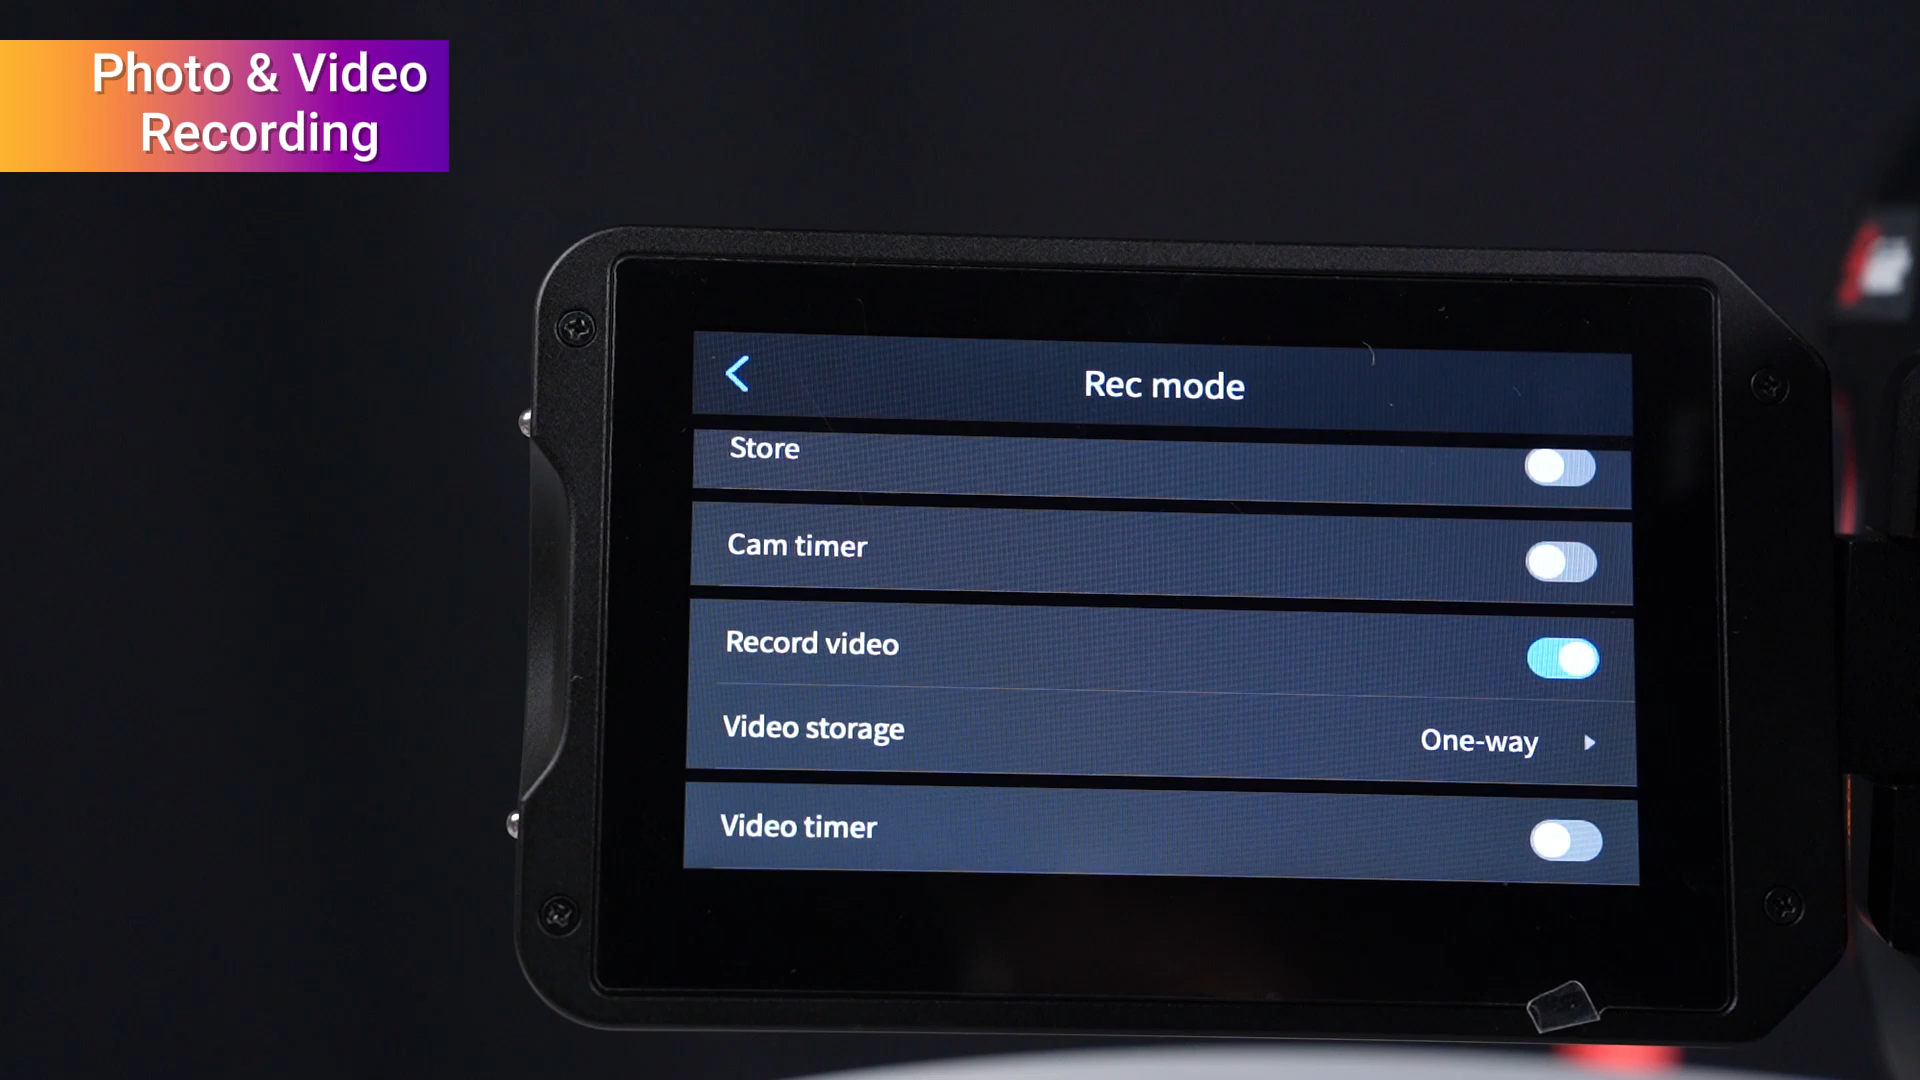 Photo & Video
Recording
Rec mode
Store
Cam timer
Record video
Video storage One-way
Video timer